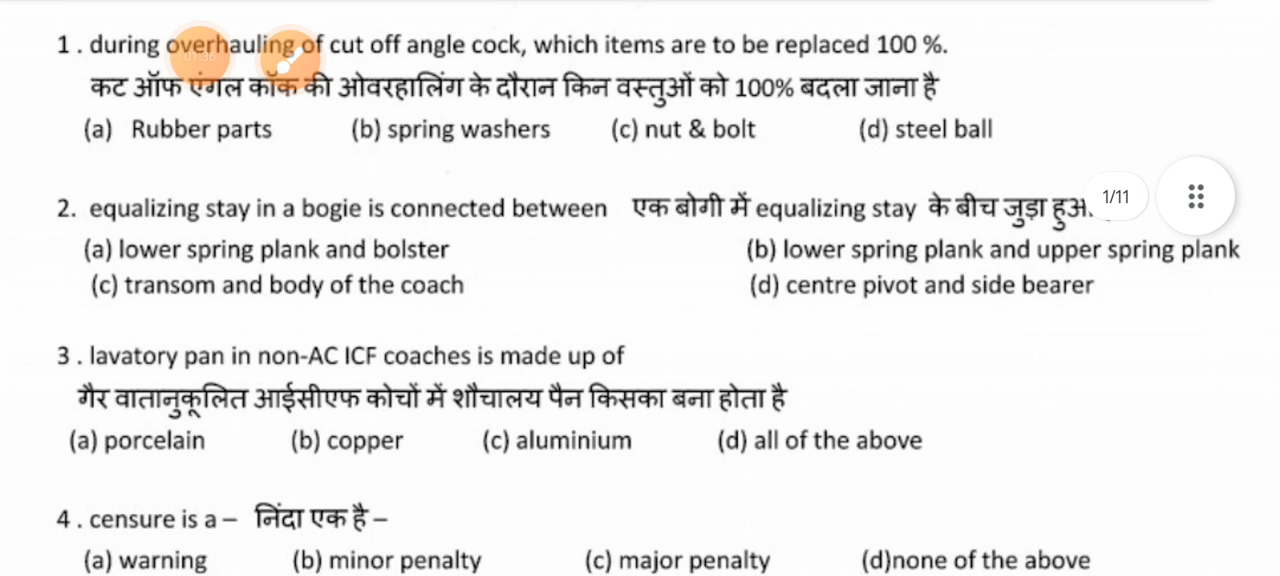 1 . during overhauling of cut off angle cock, which items are to be replaced 100 %.
01:36
कट ऑफ एंगल कॉक की ओवरहालिंग के दौरान किन वस्तुओं को 100% बदला जाना है
(a) Rubber parts (b) spring washers (c) nut & bolt (d) steel ball
2. equalizing stay in a bogie is connected between एक बोगी में equalizing stay के बीच जुड़ा
1/11
(a) lower spring plank and bolster (b) lower spring plank and upper spring plank
(c) transom and body of the coach (d) centre pivot and side bearer
3 . lavatory pan in non-AC ICF coaches is made up of
गैर वातानुकूलित आईसीएफ कोचों में शौचालय पैन किसका बना होता है
(a) porcelain (b) copper (c) aluminium (d) all of the above
4 . censure is a – निंदा एक है –
(a) warning (b) minor penalty (c) major penalty (d)none of the above